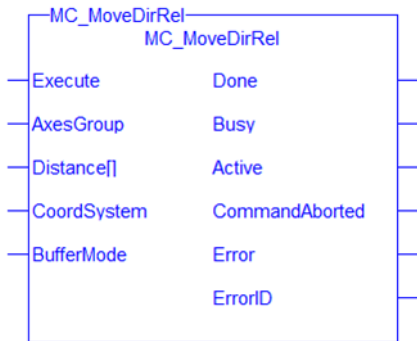 MC_MoveDirRel
MC_MoveDirRel
Execute Done
AxesGroup Busy
Distance[] Active
CoordSystem CommandAborted
BufferMode Error
ErrorID